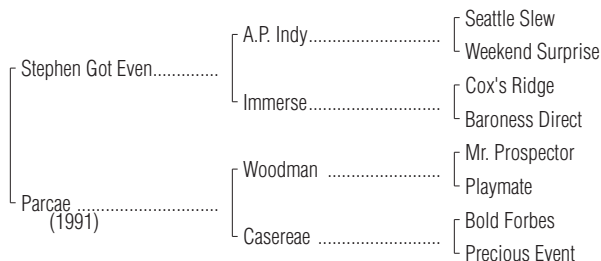 Seattle Slew
A.P. Indy..............................
Weekend Surprise
Stephen Got Even..............
Cox's Ridge
Immerse..............................
Baroness Direct
Mr. Prospector
Woodman ..........................
Playmate
Parcae ..............................
(1991)
Bold Forbes
Casereae ............................
Precious Event